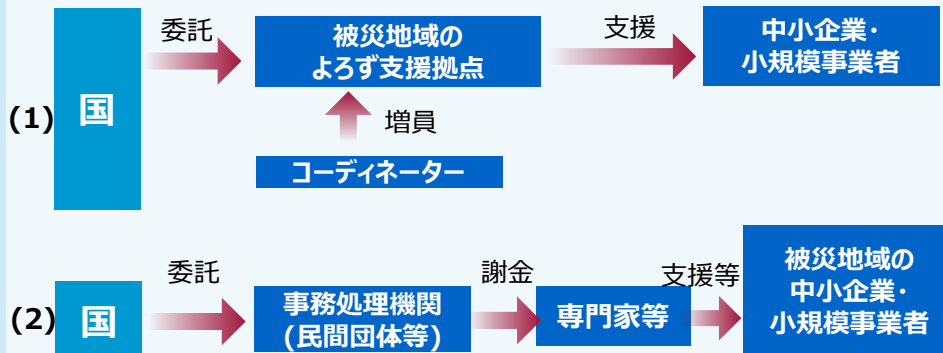 (1)
国
委託
被災地域の
よろず支援拠点
支援
中小企業・
小規模事業者
増員
コーディネーター
(2)
国
委託
事務処理機関
(民間団体等)
謝金
専門家等
支援等
被災地域の
中小企業・
小規模事業者